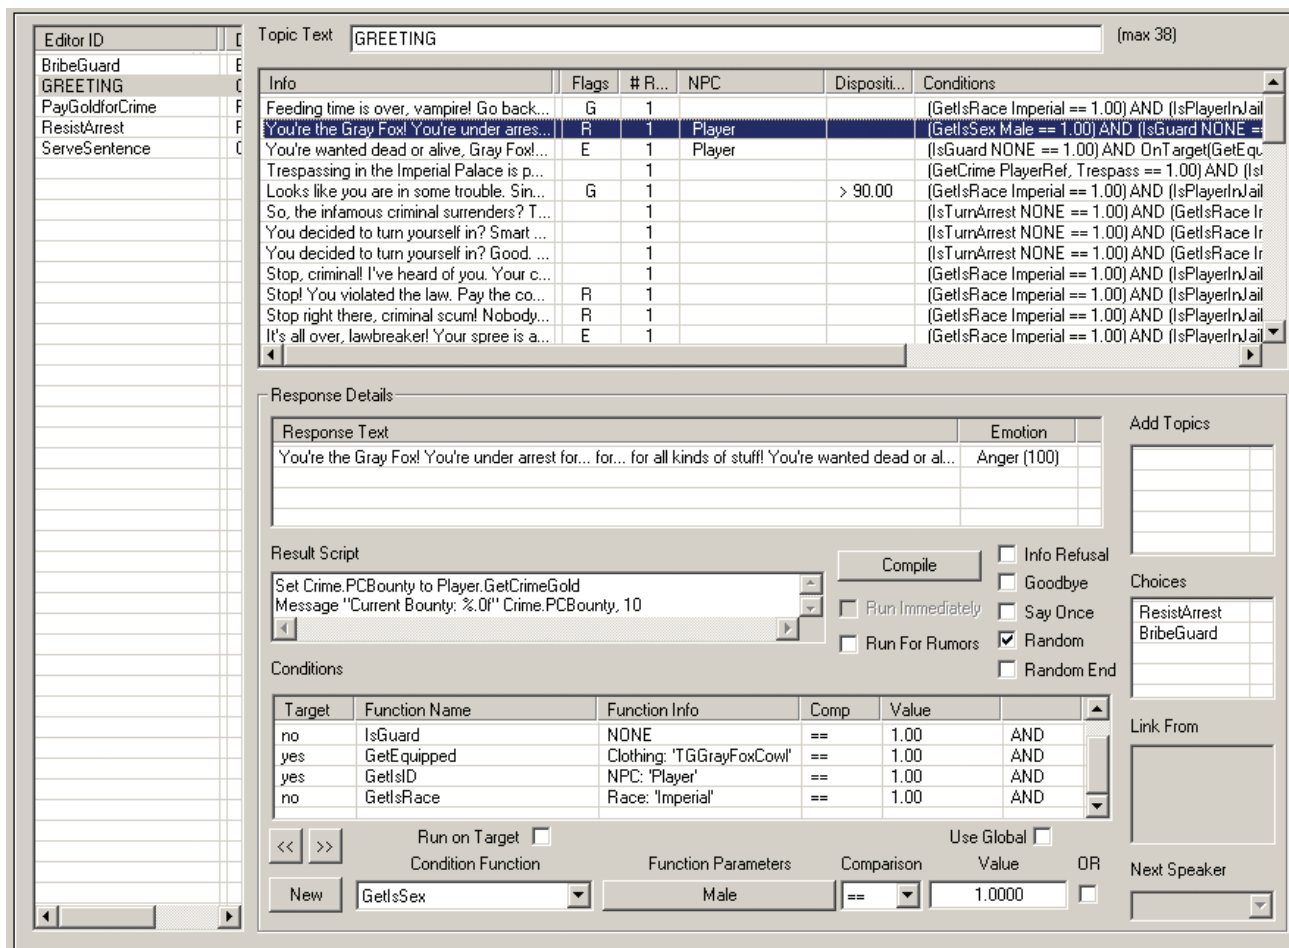 Topic Text GREETING (max 38)
Editor ID D
BribeGuard
GREETING
PayGoldforCrime
ResistArrest
ServeSentence
Info Flags # R... NPC Dispositi... Conditions
Feeding time is over, vampire! Go back... G 1 (GetIsRace Imperial == 1.00) AND (IsPlayerInJail
You're the Gray Fox! You're under arres... R 1 Player (GetIsSex Male == 1.00) AND (IsGuard NONE ==
You're wanted dead or alive, Gray Fox!... E 1 Player (IsGuard NONE == 1.00) AND OnTarget(GetEqu
Trespassing in the Imperial Palace is p... 1 (GetCrime PlayerRef, Trespass == 1.00) AND (Is
Looks like you are in some trouble. Sin... G 1 > 90.00 (GetIsRace Imperial == 1.00) AND (IsPlayerInJail
So, the infamous criminal surrenders? T... 1 (IsTurnArrest NONE == 1.00) AND (GetIsRace Ir
You decided to turn yourself in? Smart ... 1 (IsTurnArrest NONE == 1.00) AND (GetIsRace Ir
You decided to turn yourself in? Good. ... 1 (IsTurnArrest NONE == 1.00) AND (GetIsRace Ir
Stop, criminal! I've heard of you. Your c... 1 (GetIsRace Imperial == 1.00) AND (IsPlayerInJail
Stop! You violated the law. Pay the co... R 1 (GetIsRace Imperial == 1.00) AND (IsPlayerInJail
Stop right there, criminal scum! Nobody... R 1 (GetIsRace Imperial == 1.00) AND (IsPlayerInJail
It's all over, lawbreaker! Your spree is a... E 1 (GetIsRace Imperial == 1.00) AND (IsPlayerInJail
Response Details
Response Text Emotion
You're the Gray Fox! You're under arrest for... for... for all kinds of stuff! You're wanted dead or al... Anger (100)
Add Topics
Result Script
Set Crime.PCBounty to Player.GetCrimeGold
Message "Current Bounty: %.0f" Crime.PCBounty, 10
Compile
Run Immediately
Run For Rumors
Info Refusal
Goodbye
Say Once
Random
Random End
Choices
ResistArrest
BribeGuard
Conditions
Target Function Name Function Info Comp Value
no IsGuard NONE == 1.00 AND
yes GetEquipped Clothing: 'TGGrayFoxCowl' == 1.00 AND
yes GetIsID NPC: 'Player' == 1.00 AND
no GetIsRace Race: 'Imperial' == 1.00 AND
Link From
<< >> Run on Target Use Global
Condition Function Function Parameters Comparison Value OR
New GetIsSex Male == 1.0000
Next Speaker